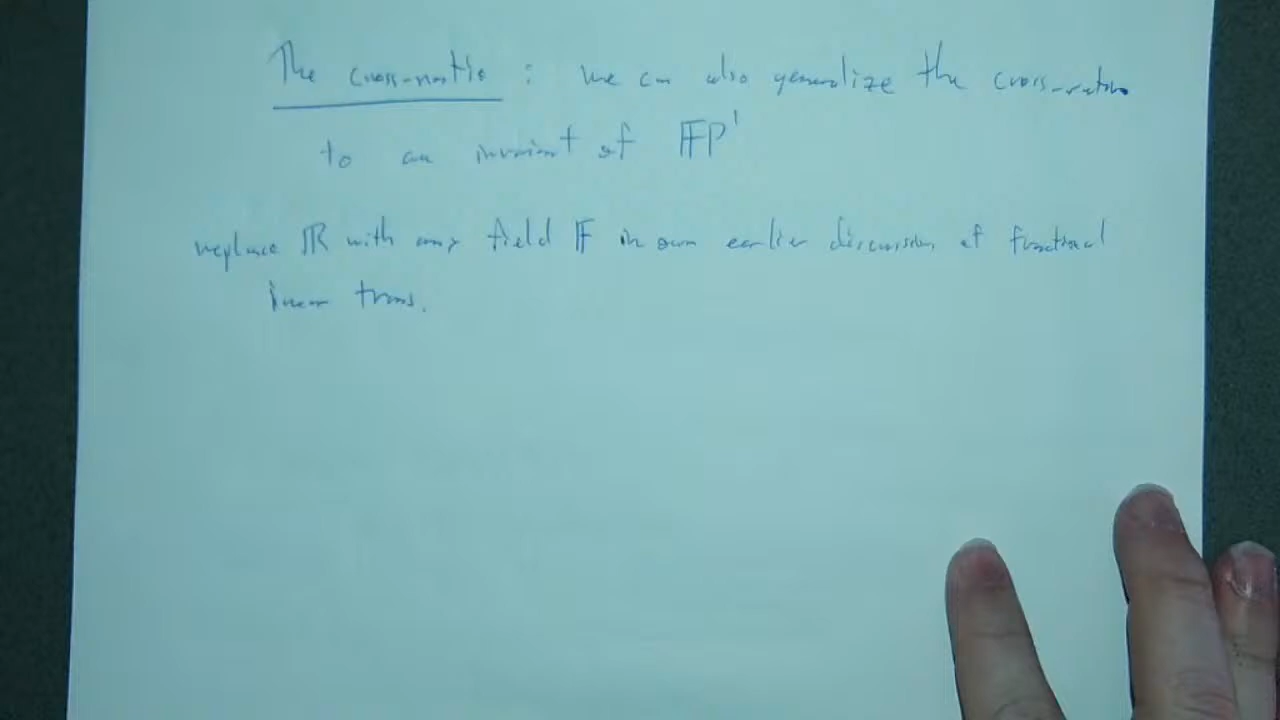 The cross-ratio : we can also generalize the cross-ratio
to an invariant of 𝔽P¹
replace ℝ with any field 𝔽 in our earlier discussion of fractional
linear trans.